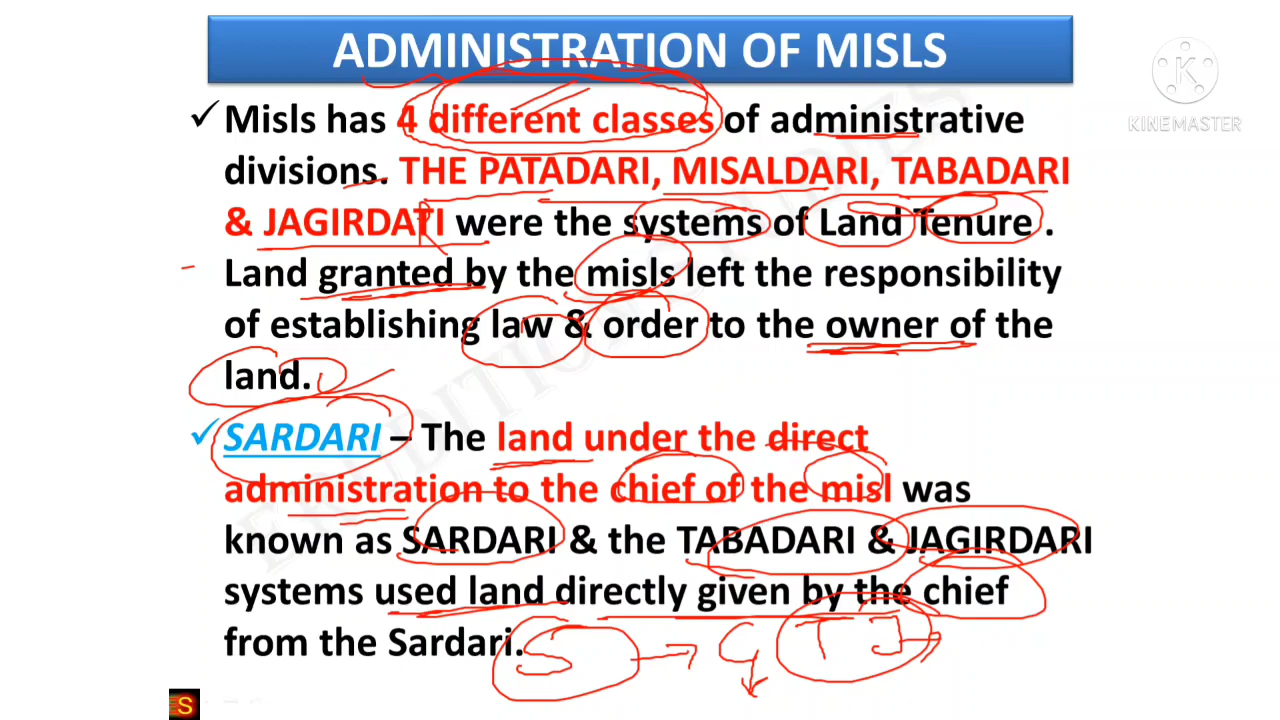 ADMINISTRATION OF MISLS
K
KINEMASTER
✓ Misls has 4 different classes of administrative
divisions. THE PATADARI, MISALDARI, TABADARI
& JAGIRDATI were the systems of Land Tenure .
R
Land granted by the misls left the responsibility
of establishing law & order to the owner of the
land.
✓ SARDARI – The land under the direct
administration to the chief of the misl was
known as SARDARI & the TABADARI & JAGIRDARI
systems used land directly given by the chief
from the Sardari.
S → G T J
S